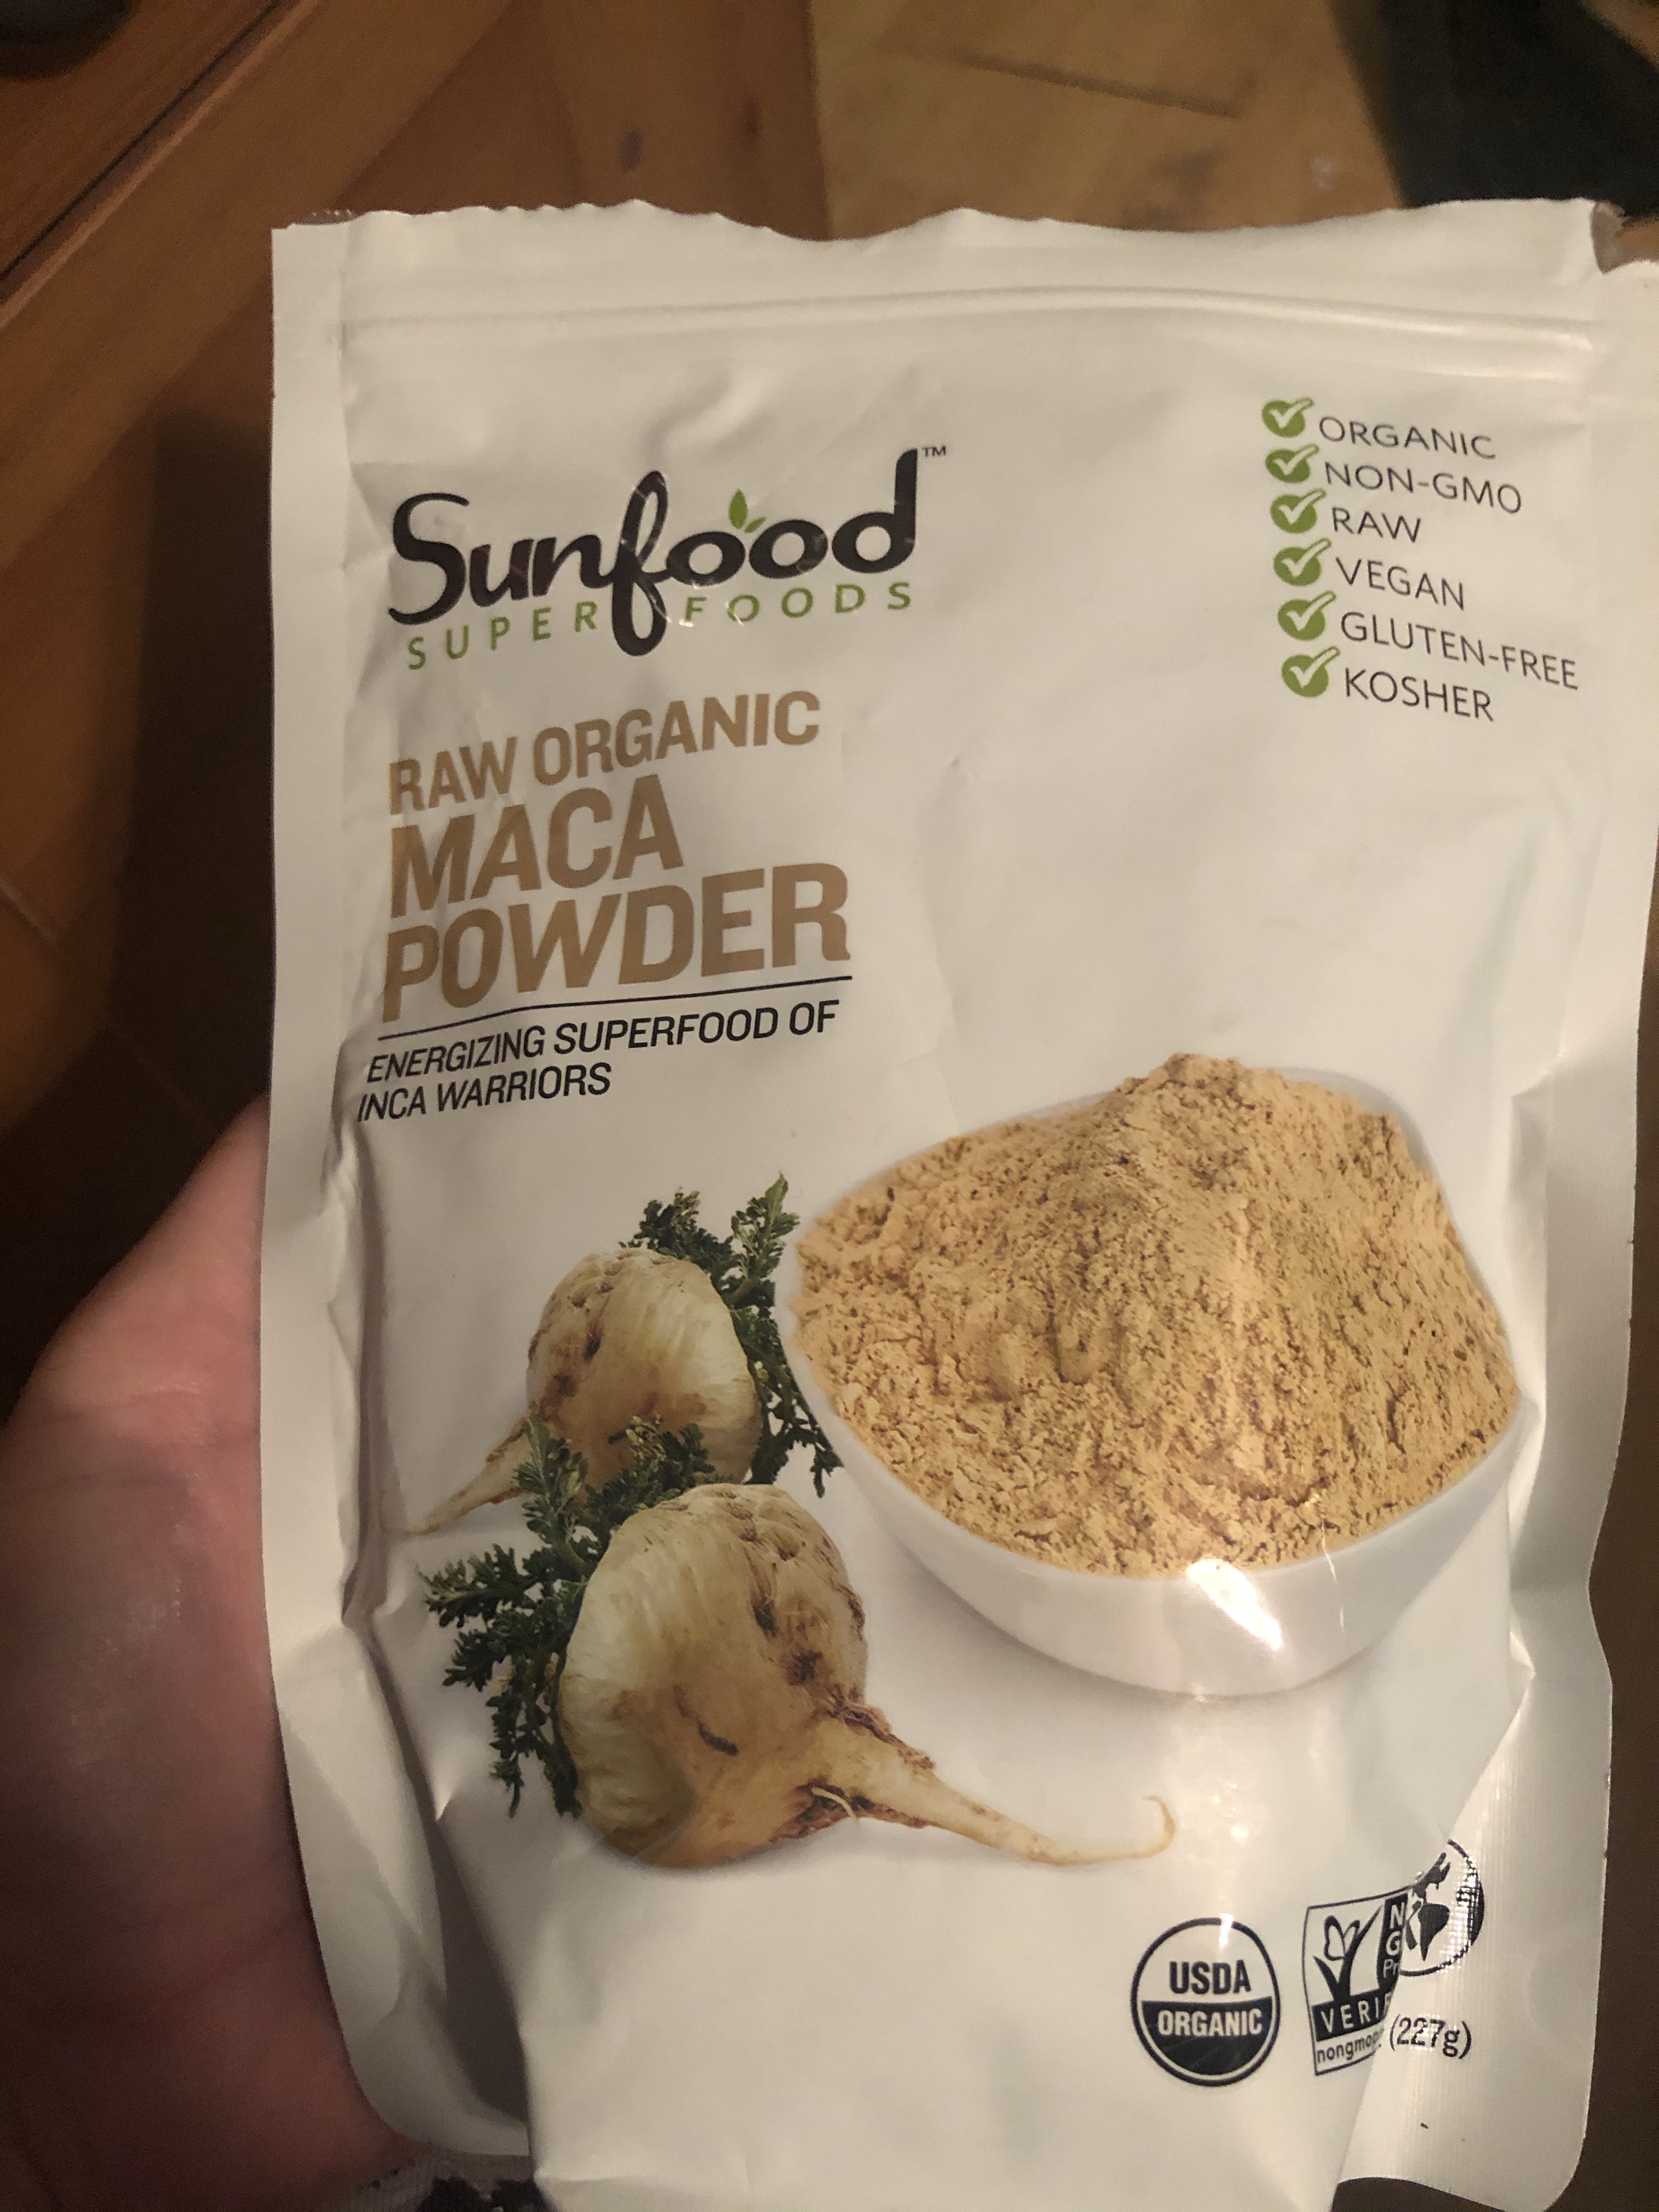 Sunfood™
SUPERFOODS
ORGANIC
NON-GMO
RAW
VEGAN
GLUTEN-FREE
KOSHER
RAW ORGANIC
MACA
POWDER
ENERGIZING SUPERFOOD OF
INCA WARRIORS
USDA
ORGANIC
(227g)